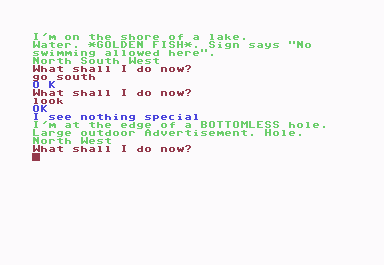 I'm on the shore of a lake.
Water. *GOLDEN FISH*. Sign says "No
swimming allowed here".
North South West
What shall I do now?
go south
O K
What shall I do now?
look
OK
I see nothing special
I'm at the edge of a BOTTOMLESS hole.
Large outdoor Advertisement. Hole.
North West
What shall I do now?